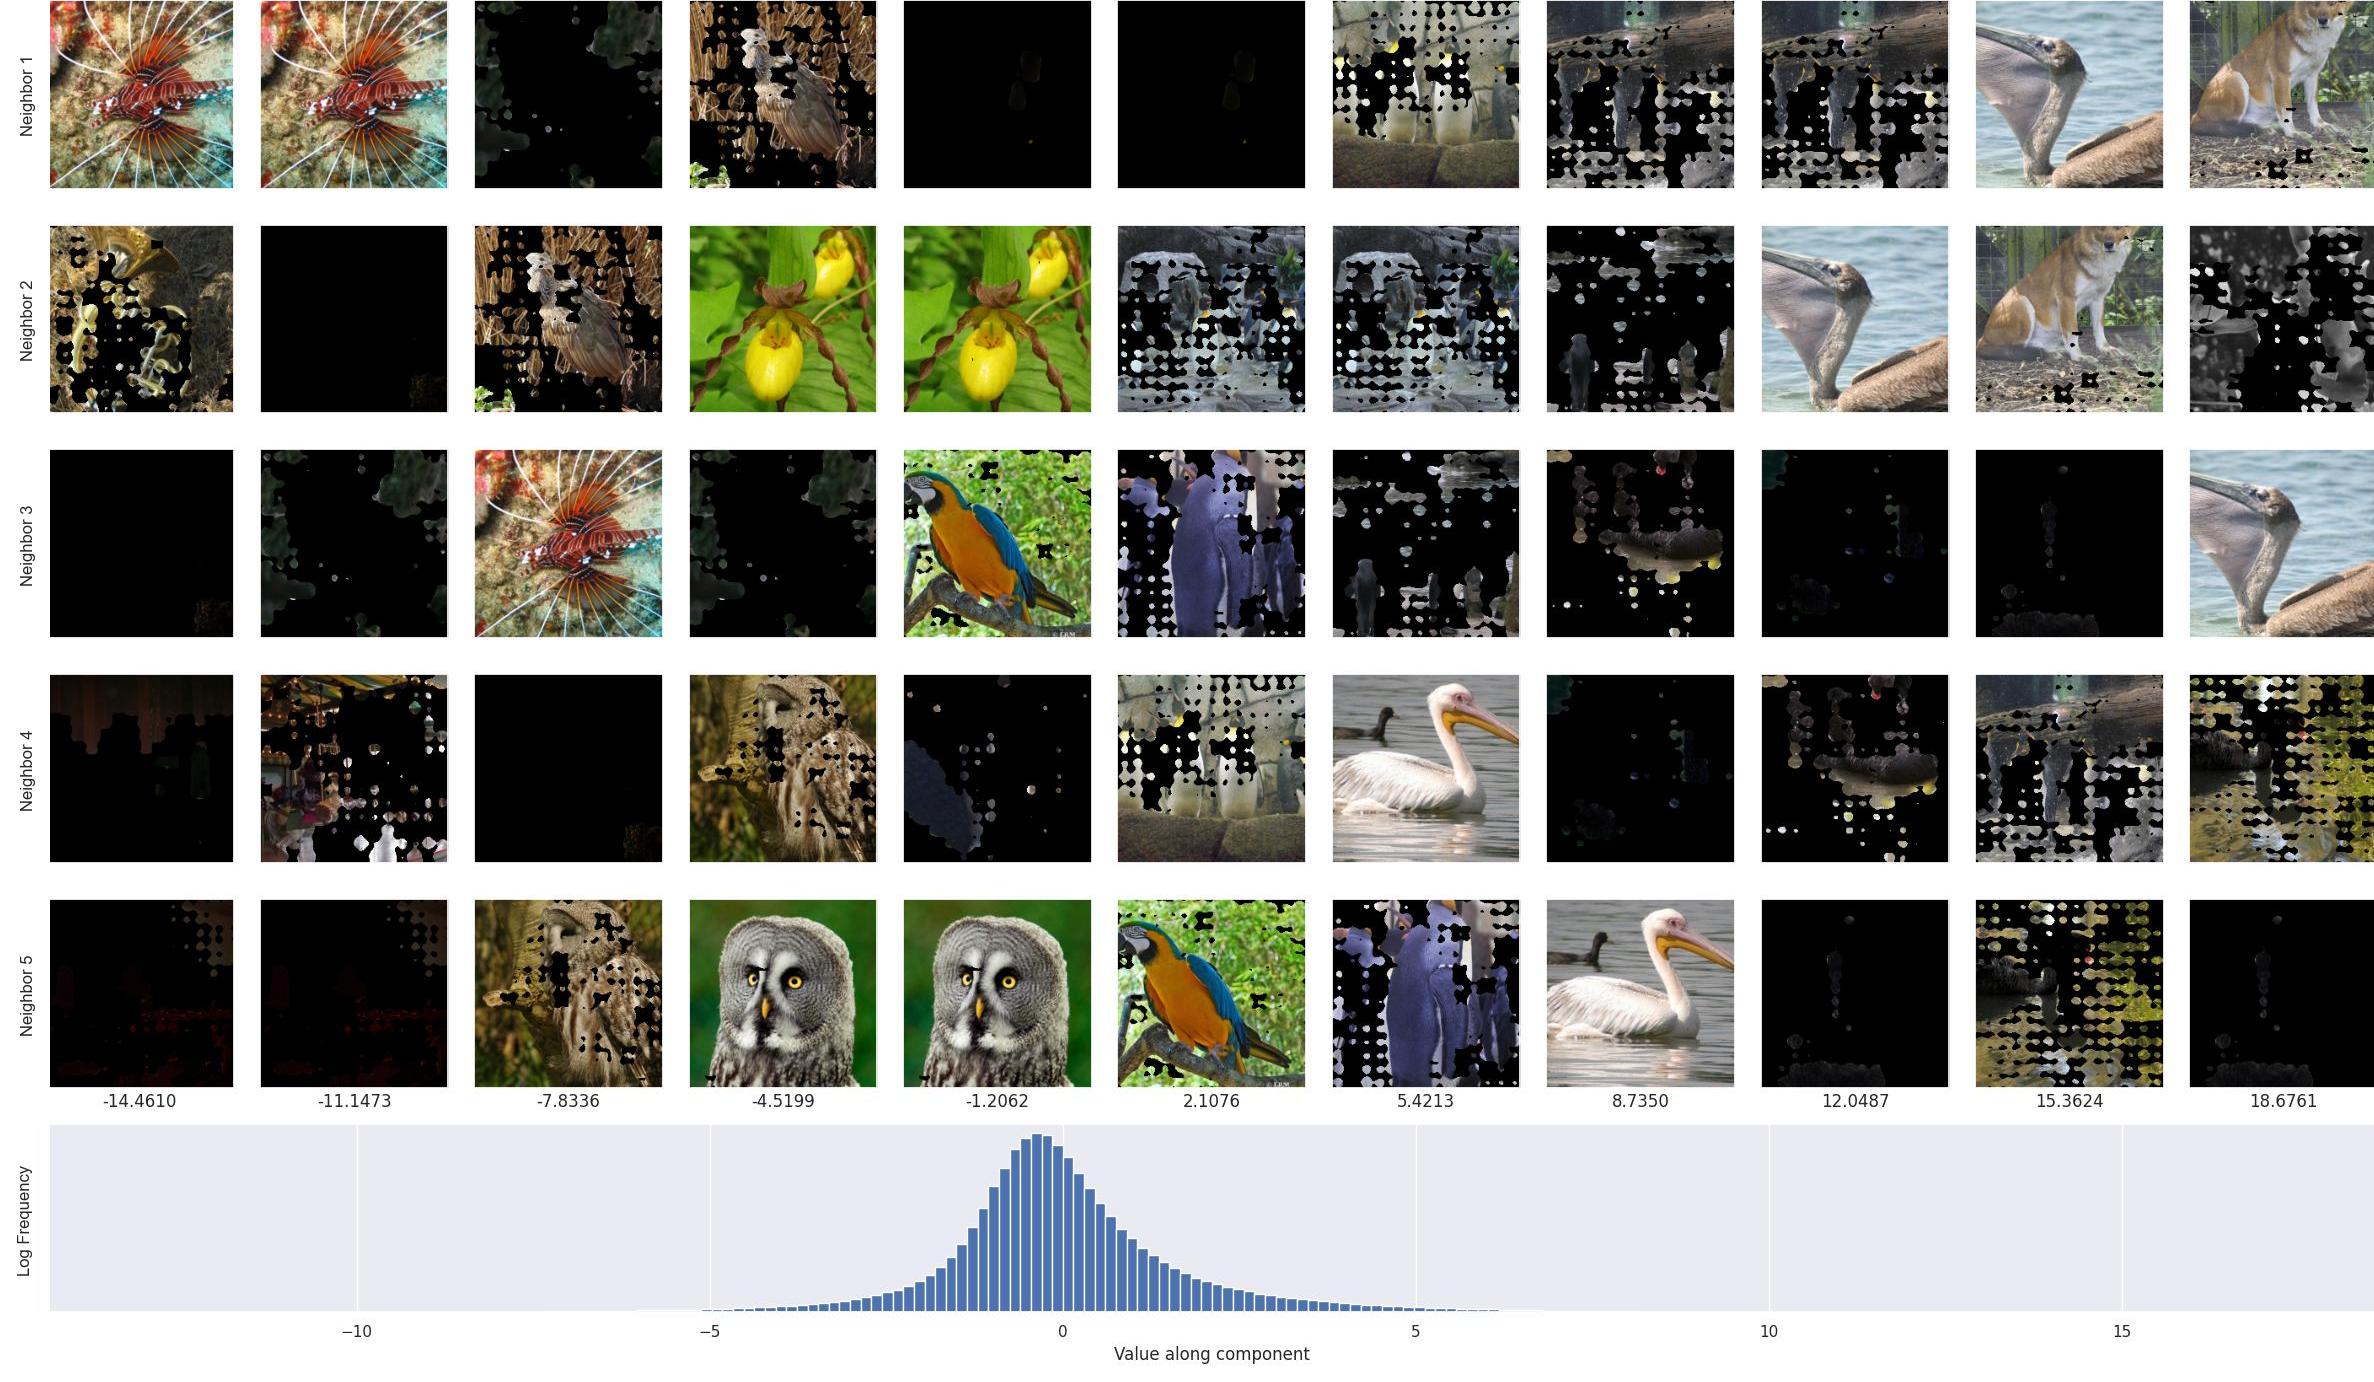 Neighbor 1
Neighbor 2
Neighbor 3
Neighbor 4
Neighbor 5
-14.4610 -11.1473 -7.8336 -4.5199 -1.2062 2.1076 5.4213 8.7350 12.0487 15.3624 18.6761
Log Frequency
−10 −5 0 5 10 15
Value along component